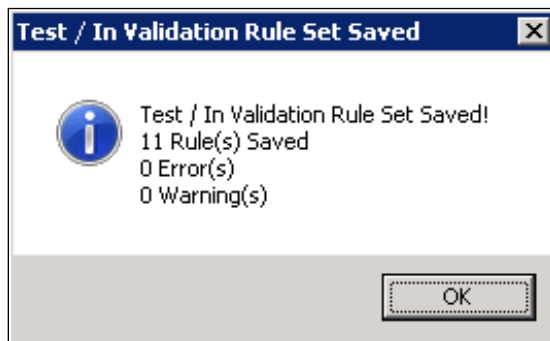 Test / In Validation Rule Set Saved
Test / In Validation Rule Set Saved!
11 Rule(s) Saved
0 Error(s)
0 Warning(s)
OK